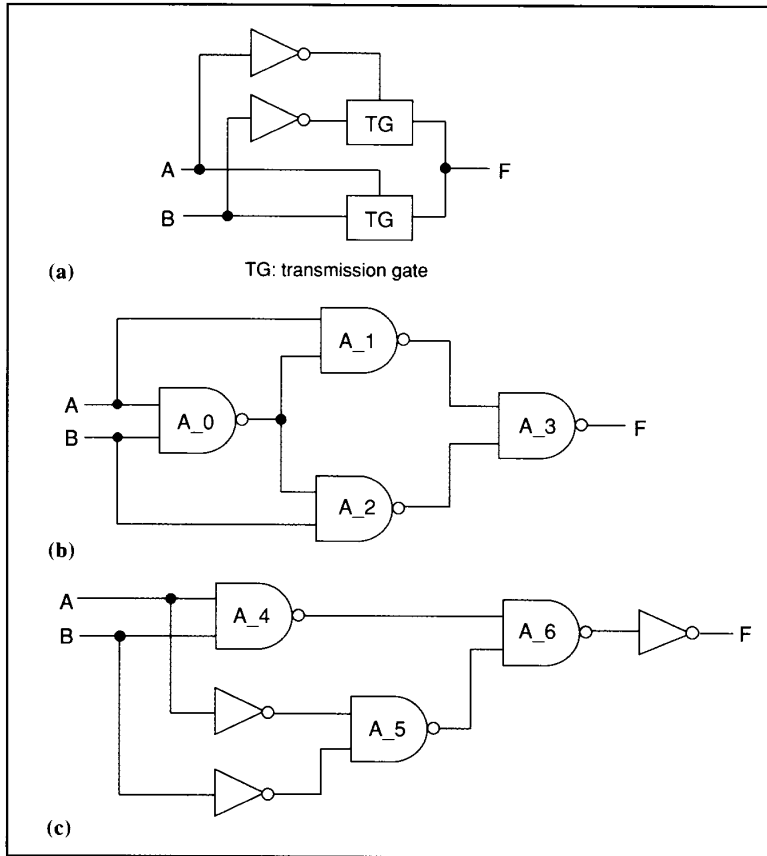 TG
A
F
B
TG
(a)
TG: transmission gate
A_1
A
A_0
B
A_3
F
A_2
(b)
A
A_4
B
A_6
F
A_5
(c)